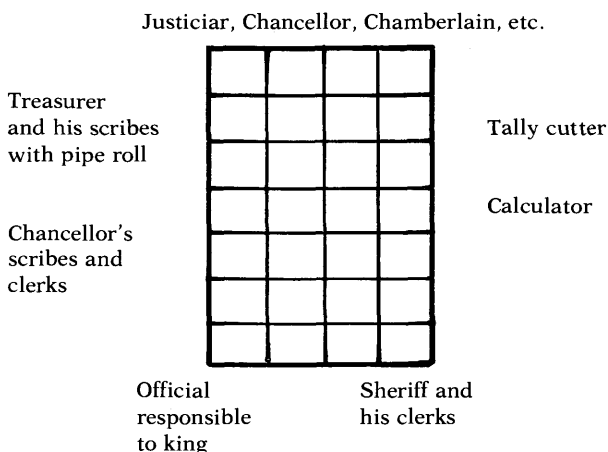 Justiciar, Chancellor, Chamberlain, etc.
Treasurer
and his scribes
with pipe roll
Chancellor's
scribes and
clerks
Tally cutter
Calculator
Official
responsible
to king
Sheriff and
his clerks